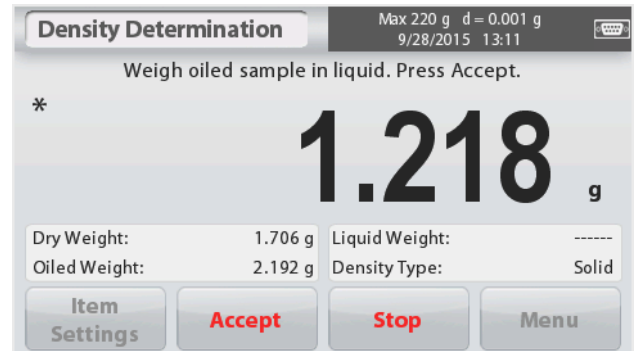 Density Determination
Max 220 g d = 0.001 g
9/28/2015 13:11
Weigh oiled sample in liquid. Press Accept.
*
1.218 g
Dry Weight: 1.706 g
Oiled Weight: 2.192 g
Liquid Weight: ------
Density Type: Solid
Item
Settings
Accept
Stop
Menu